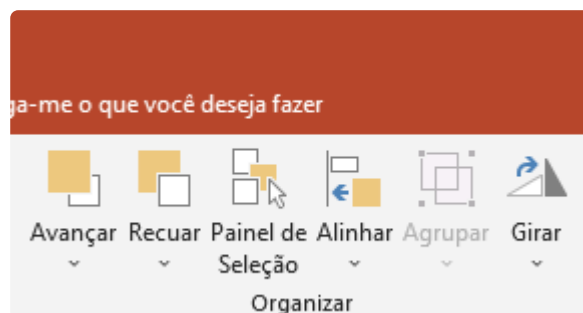 ga-me o que você deseja fazer
Avançar Recuar Painel de Seleção Alinhar Agrupar Girar
Organizar